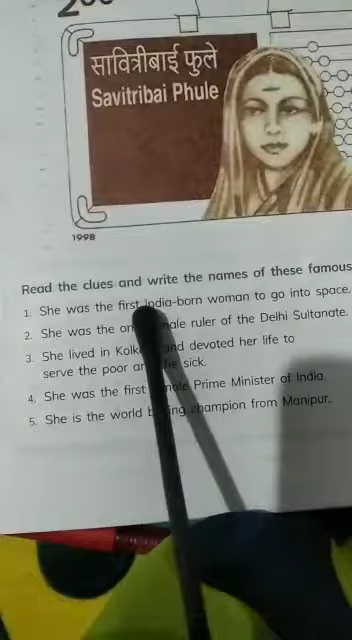 200
सावित्रीबाई फुले
Savitribai Phule
1998
Read the clues and write the names of these famous
1. She was the first India-born woman to go into space.
2. She was the ale ruler of the Delhi Sultanate.
3. She lived in and devoted her life to
serve the poor sick.
4. She was the first Prime Minister of India
5. She is the world champion from Manipur.